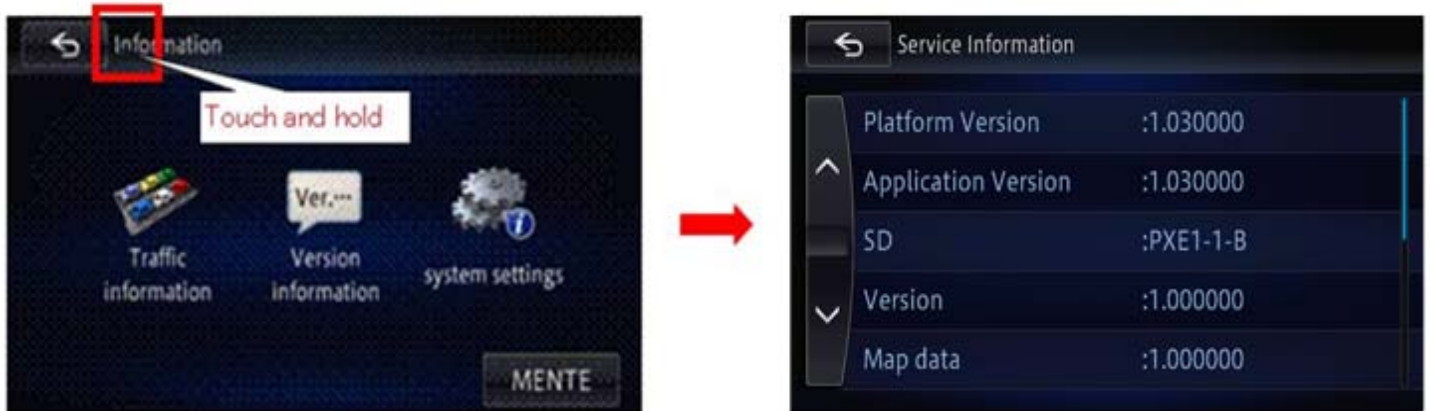 Information
Touch and hold
Ver.…
Traffic
information
Version
information
system settings
MENTE
Service Information
Platform Version :1.030000
Application Version :1.030000
SD :PXE1-1-B
Version :1.000000
Map data :1.000000